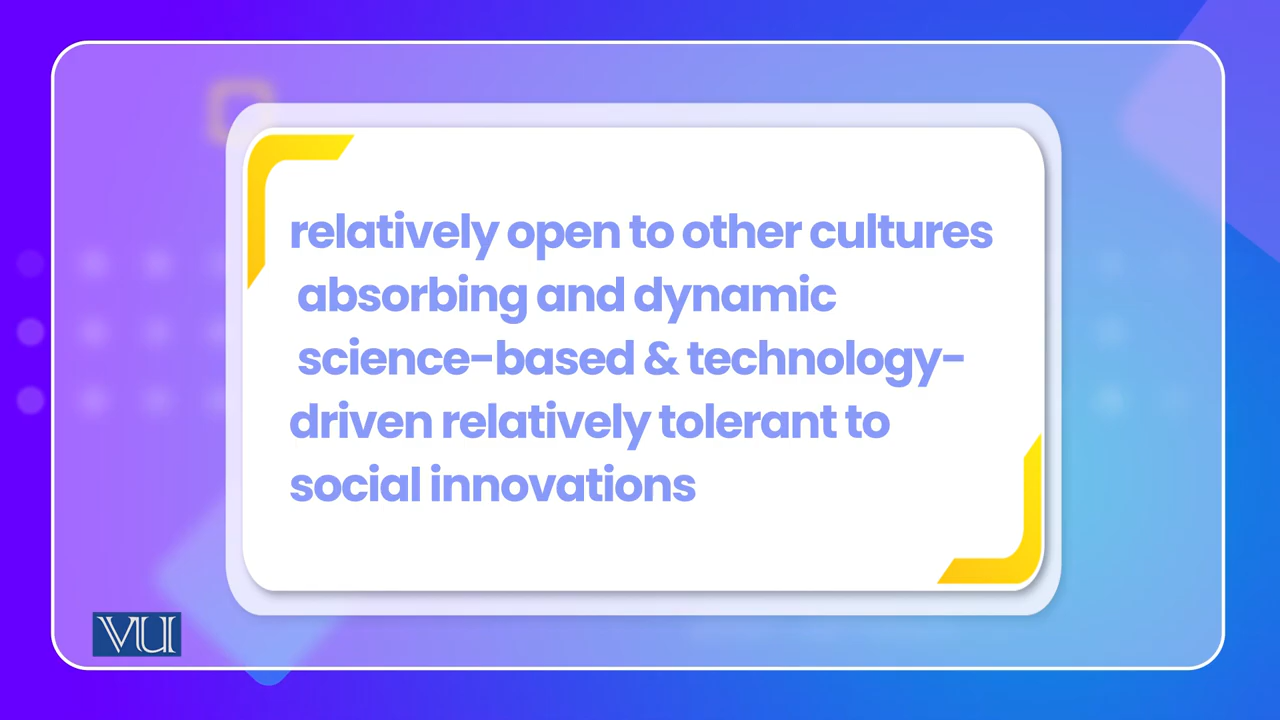 relatively open to other cultures
absorbing and dynamic
science-based & technology-
driven relatively tolerant to
social innovations
VU